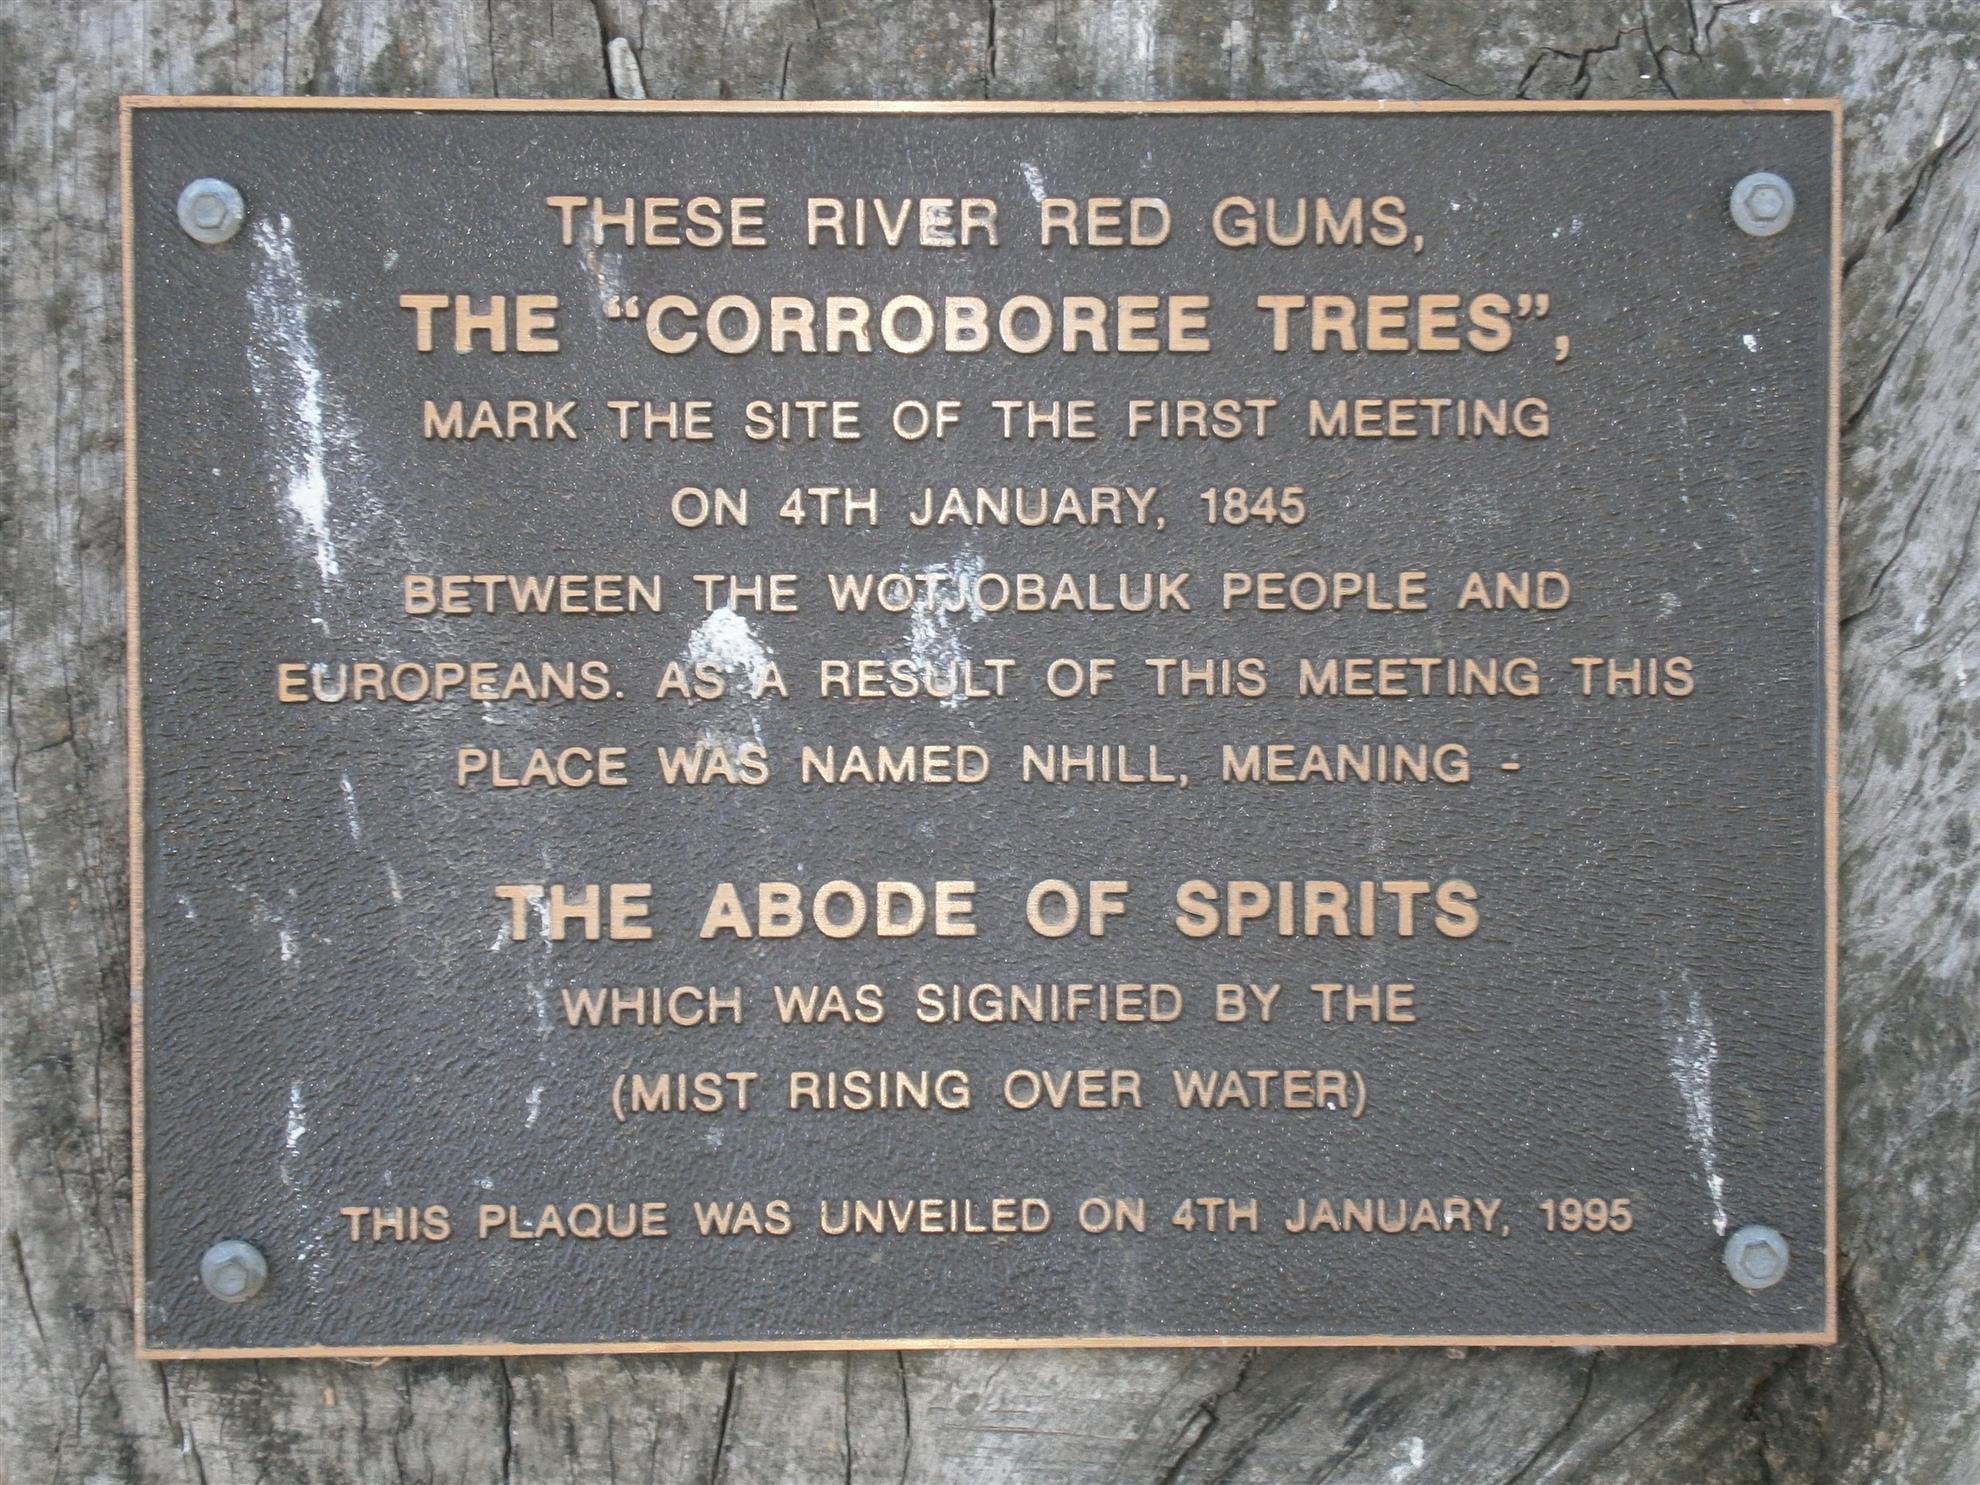 THESE RIVER RED GUMS,
THE "CORROBOREE TREES",
MARK THE SITE OF THE FIRST MEETING
ON 4TH JANUARY, 1845
BETWEEN THE WOTJOBALUK PEOPLE AND
EUROPEANS. AS A RESULT OF THIS MEETING THIS
PLACE WAS NAMED NHILL, MEANING -
THE ABODE OF SPIRITS
WHICH WAS SIGNIFIED BY THE
(MIST RISING OVER WATER)
THIS PLAQUE WAS UNVEILED ON 4TH JANUARY, 1995